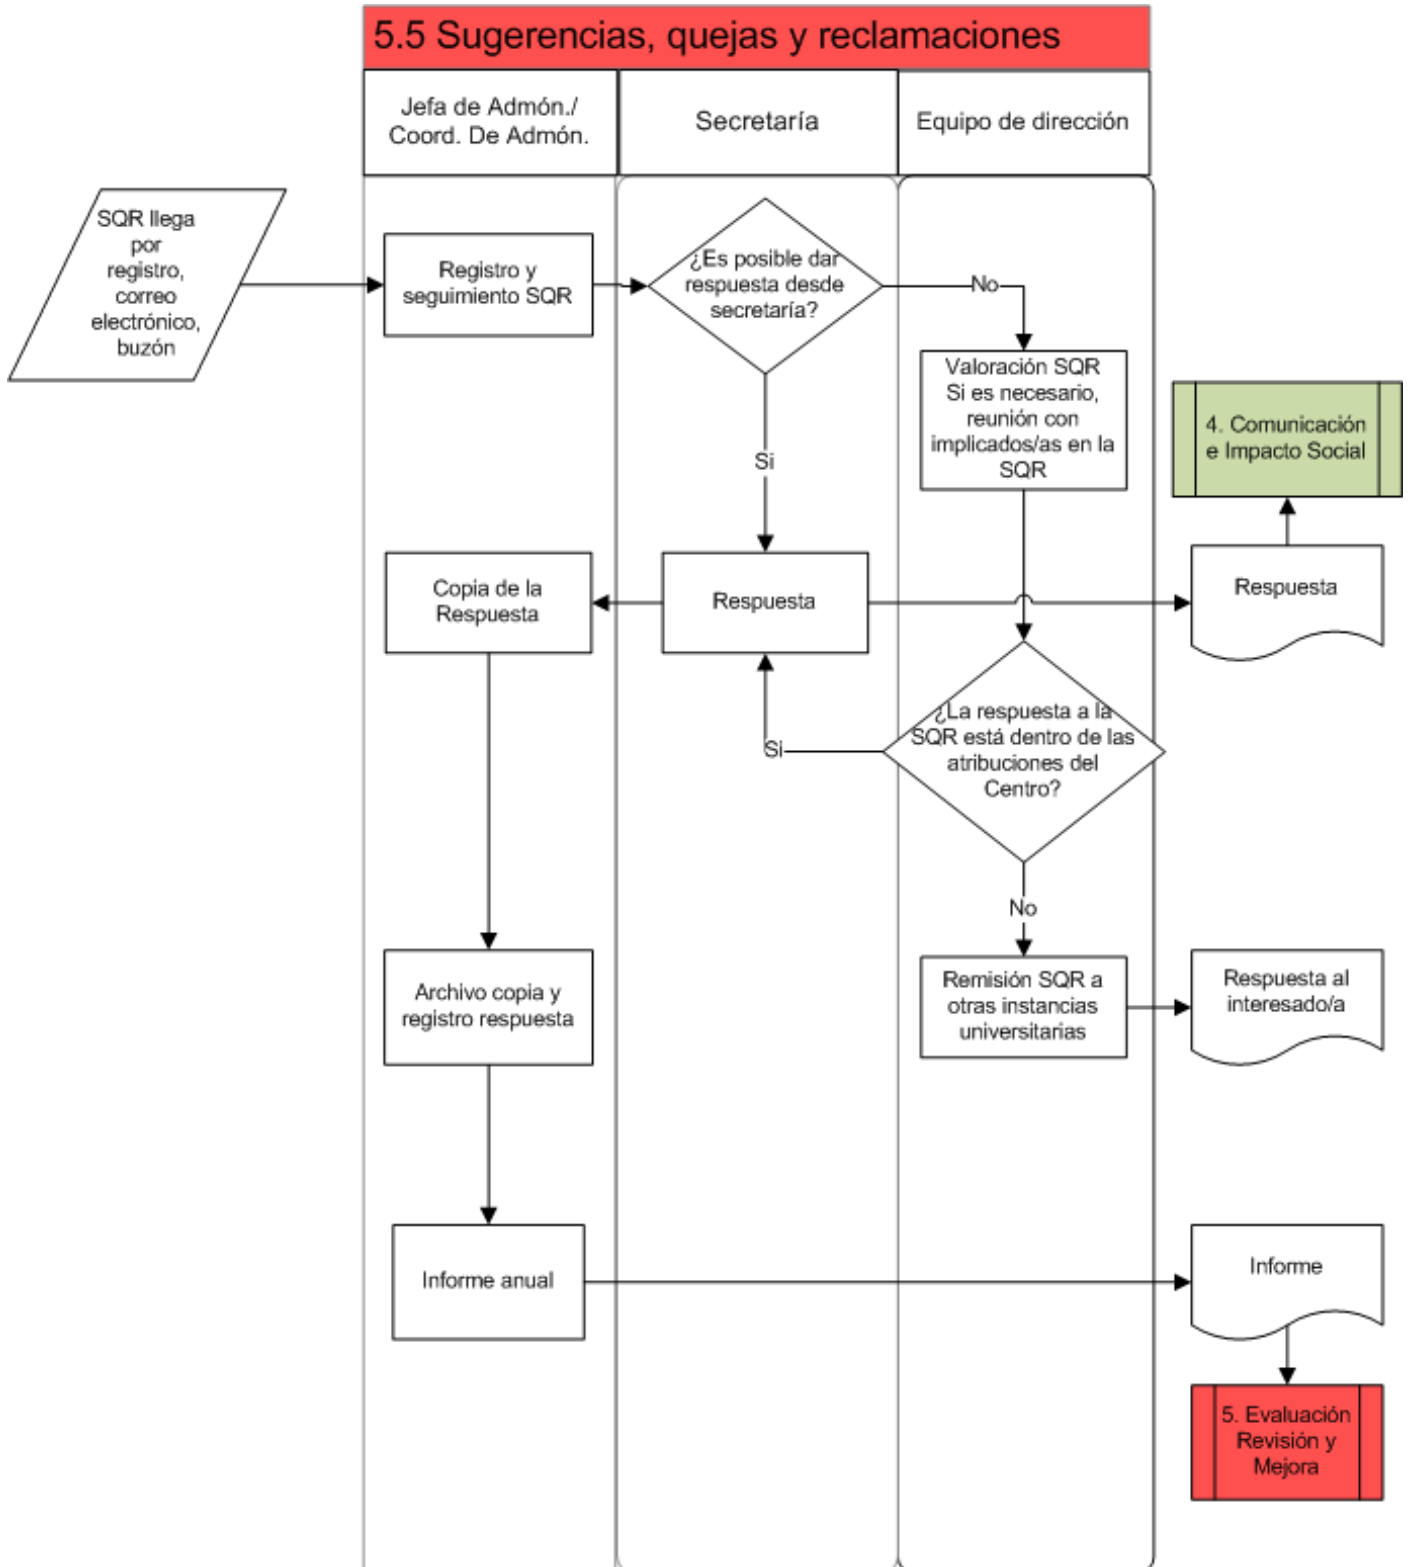 5.5 Sugerencias, quejas y reclamaciones
Jefa de Admón./
Coord. De Admón.
Secretaría
Equipo de dirección
SQR llega
por
registro,
correo
electrónico,
buzón
Registro y
seguimiento SQR
¿Es posible dar
respuesta desde
secretaría?
No
Valoración SQR
Si es necesario,
reunión con
implicados/as en la
SQR
4. Comunicación
e Impacto Social
Si
Copia de la
Respuesta
Respuesta
Respuesta
¿La respuesta a la
SQR está dentro de las
atribuciones del
Centro?
Si
No
Archivo copia y
registro respuesta
Remisión SQR a
otras instancias
universitarias
Respuesta al
interesado/a
Informe anual
Informe
5. Evaluación
Revisión y
Mejora